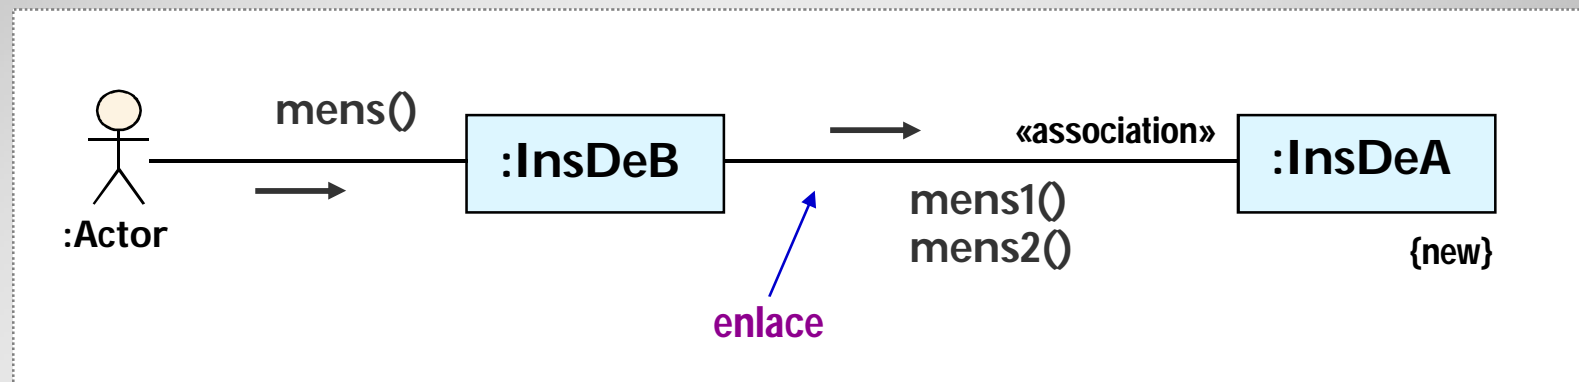 mens()
:InsDeB
«association»
:InsDeA
mens1()
mens2()
:Actor
{new}
enlace